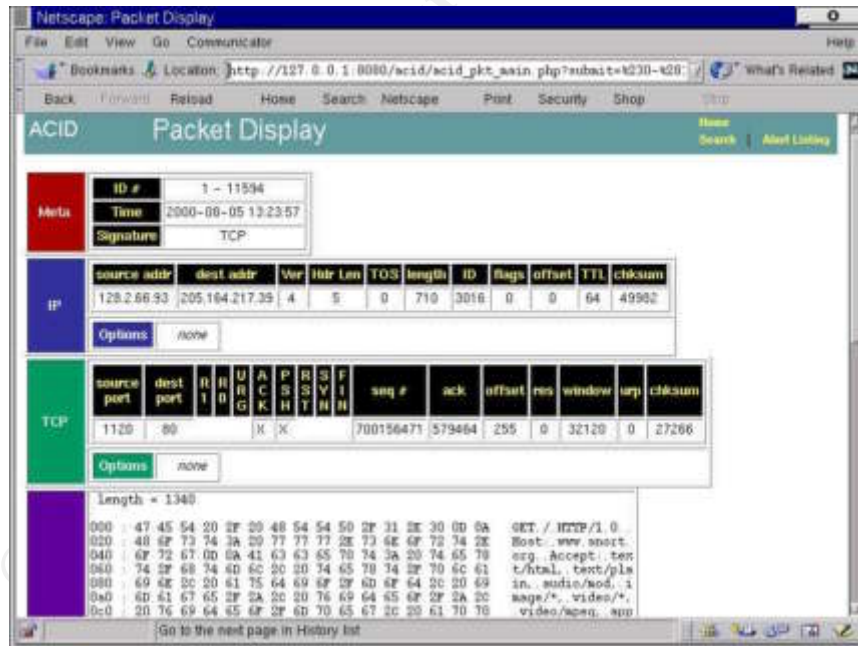 Netscape: Packet Display
File Edit View Go Communicator Help
Bookmarks Location: http://127.0.0.1:8080/acid/acid_pkt_main.php?submit=%230-%28 What's Related
Back Forward Reload Home Search Netscape Print Security Shop Stop
ACID Packet Display
Home
Search | Alert Listing
Meta
ID # 1 - 11594
Time 2000-08-05 13:23:57
Signature TCP
IP
source addr dest addr Ver Hdr Len TOS length ID flags offset TTL chksum
128.2.66.93 205.164.217.39 4 5 0 710 3016 0 0 64 49982
Options none
TCP
source port dest port R1 R0 URG ACK PSH RST SYN FIN seq # ack offset res window urp chksum
1120 80 X X 700156471 579464 255 0 32120 0 27266
Options none
length = 1340
000 : 47 45 54 20 2F 20 48 54 54 50 2F 31 2E 30 0D 0A GET / HTTP/1.0..
020 : 48 6F 73 74 3A 20 77 77 77 2E 73 6E 6F 72 74 2E Host: www.snort.
040 : 6F 72 67 0D 0A 41 63 63 65 70 74 3A 20 74 65 78 org..Accept: tex
060 : 74 2F 68 74 6D 6C 2C 20 74 65 78 74 2F 70 6C 61 t/html, text/pla
080 : 69 6E 2C 20 61 75 64 69 6F 2F 6D 6F 64 2C 20 69 in, audio/mod, i
0a0 : 6D 61 67 65 2F 2A 2C 20 76 69 64 65 6F 2F 2A 2C mage/*, video/*,
0c0 : 20 76 69 64 65 6F 2F 6D 70 65 67 2C 20 61 70 70 video/mpeg, app
Go to the next page in History list